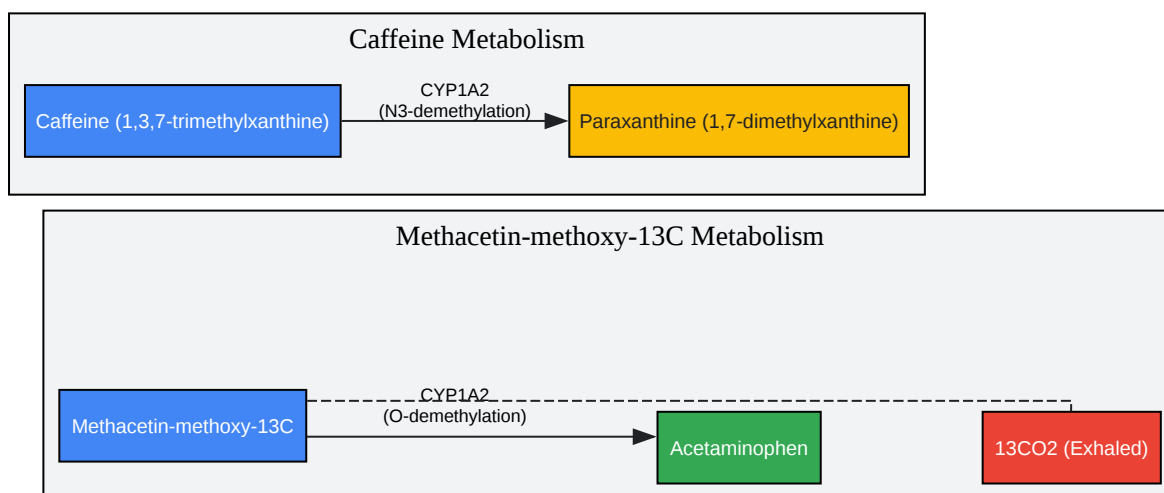 Caffeine Metabolism
Caffeine (1,3,7-trimethylxanthine)
CYP1A2
(N3-demethylation)
Paraxanthine (1,7-dimethylxanthine)
Methacetin-methoxy-13C Metabolism
Methacetin-methoxy-13C
CYP1A2
(O-demethylation)
Acetaminophen
13CO2 (Exhaled)